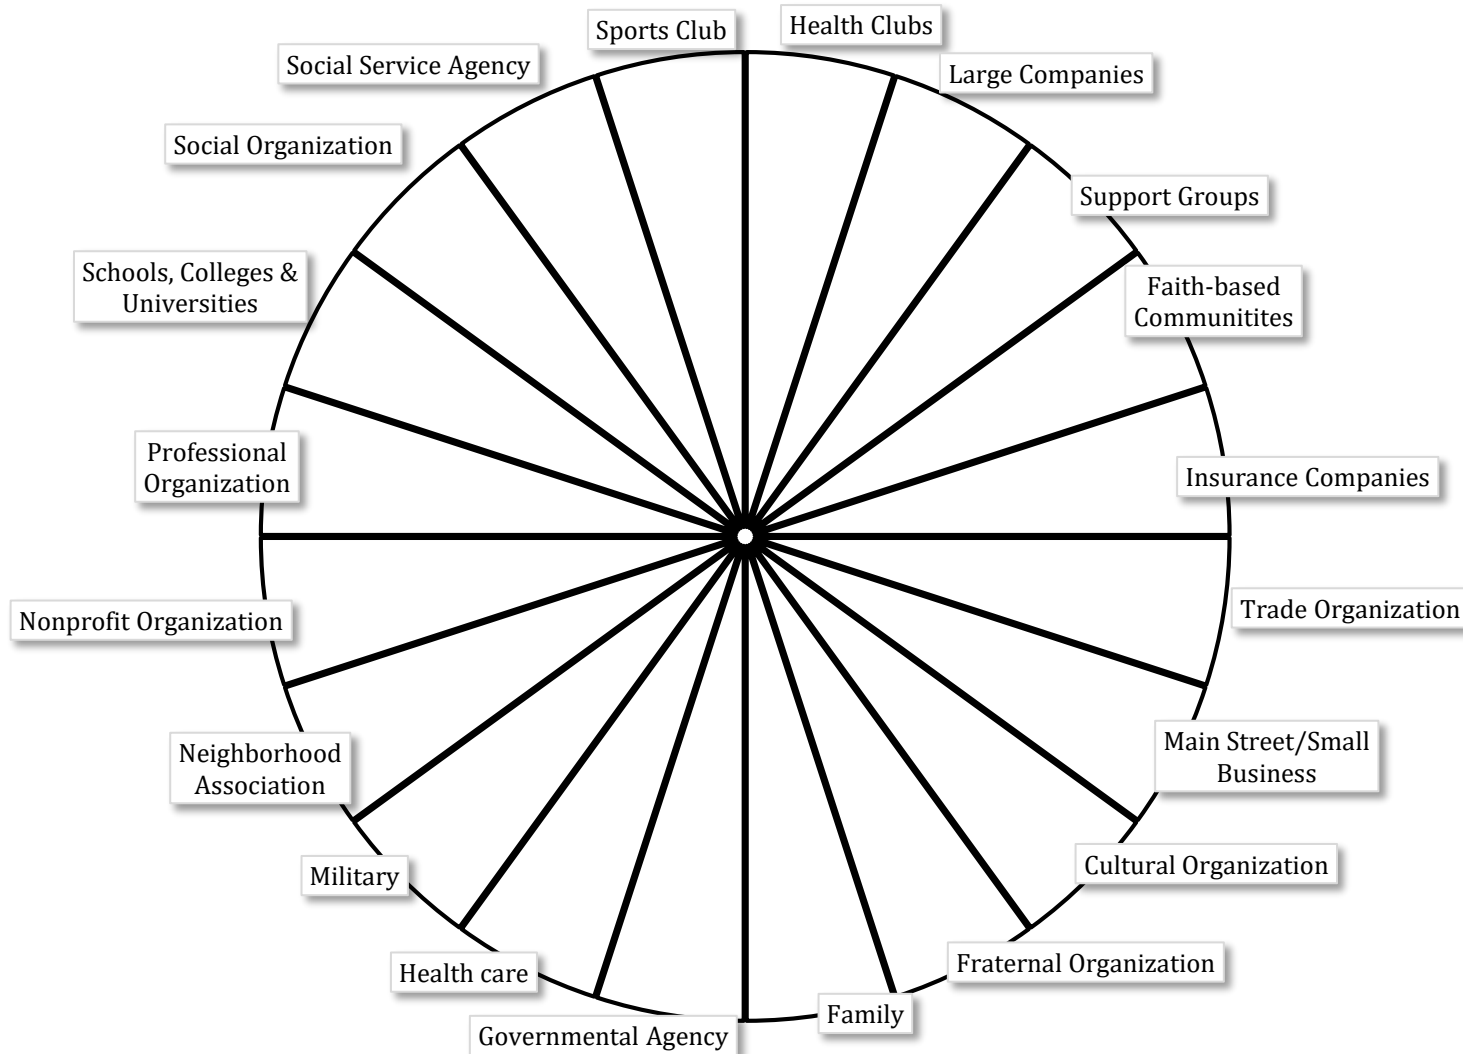 Sports Club
Health Clubs
Social Service Agency
Large Companies
Social Organization
Support Groups
Schools, Colleges &
Universities
Faith-based
Communitites
Professional
Organization
Insurance Companies
Nonprofit Organization
Trade Organization
Neighborhood
Association
Main Street/Small
Business
Military
Cultural Organization
Health care
Fraternal Organization
Governmental Agency
Family